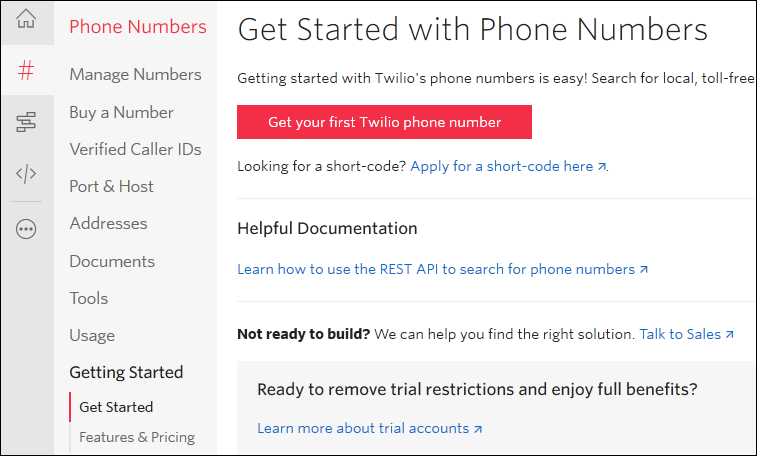 Phone Numbers
Manage Numbers
Buy a Number
Verified Caller IDs
Port & Host
Addresses
Documents
Tools
Usage
Getting Started
Get Started
Features & Pricing
Get Started with Phone Numbers
Getting started with Twilio's phone numbers is easy! Search for local, toll-free
Get your first Twilio phone number
Looking for a short-code? Apply for a short-code here ↗.
Helpful Documentation
Learn how to use the REST API to search for phone numbers ↗
Not ready to build? We can help you find the right solution. Talk to Sales ↗
Ready to remove trial restrictions and enjoy full benefits?
Learn more about trial accounts ↗